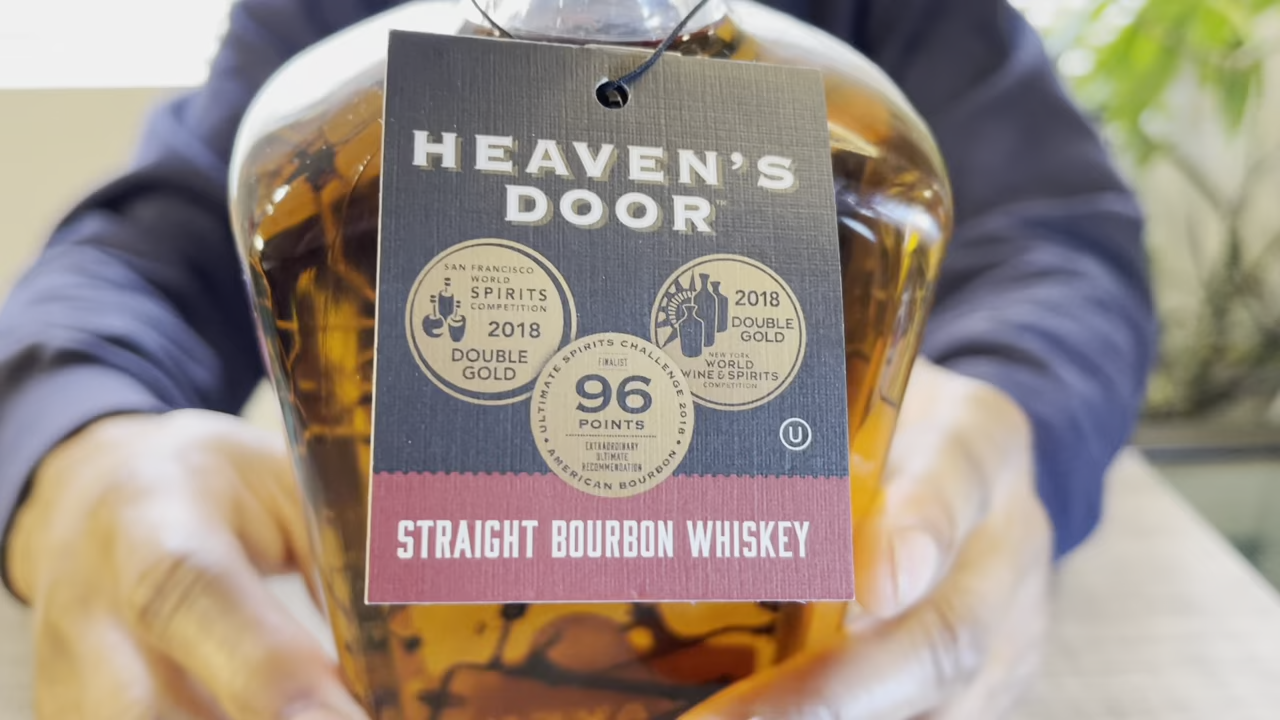 HEAVEN'S
DOOR™
SAN FRANCISCO
WORLD
SPIRITS
COMPETITION
2018
DOUBLE
GOLD
2018
DOUBLE
GOLD
NEW YORK
WORLD
WINE & SPIRITS
COMPETITION
ULTIMATE SPIRITS CHALLENGE 2018
FINALIST
96
POINTS
EXTRAORDINARY
ULTIMATE
RECOMMENDATION
• AMERICAN BOURBON •
U
STRAIGHT BOURBON WHISKEY